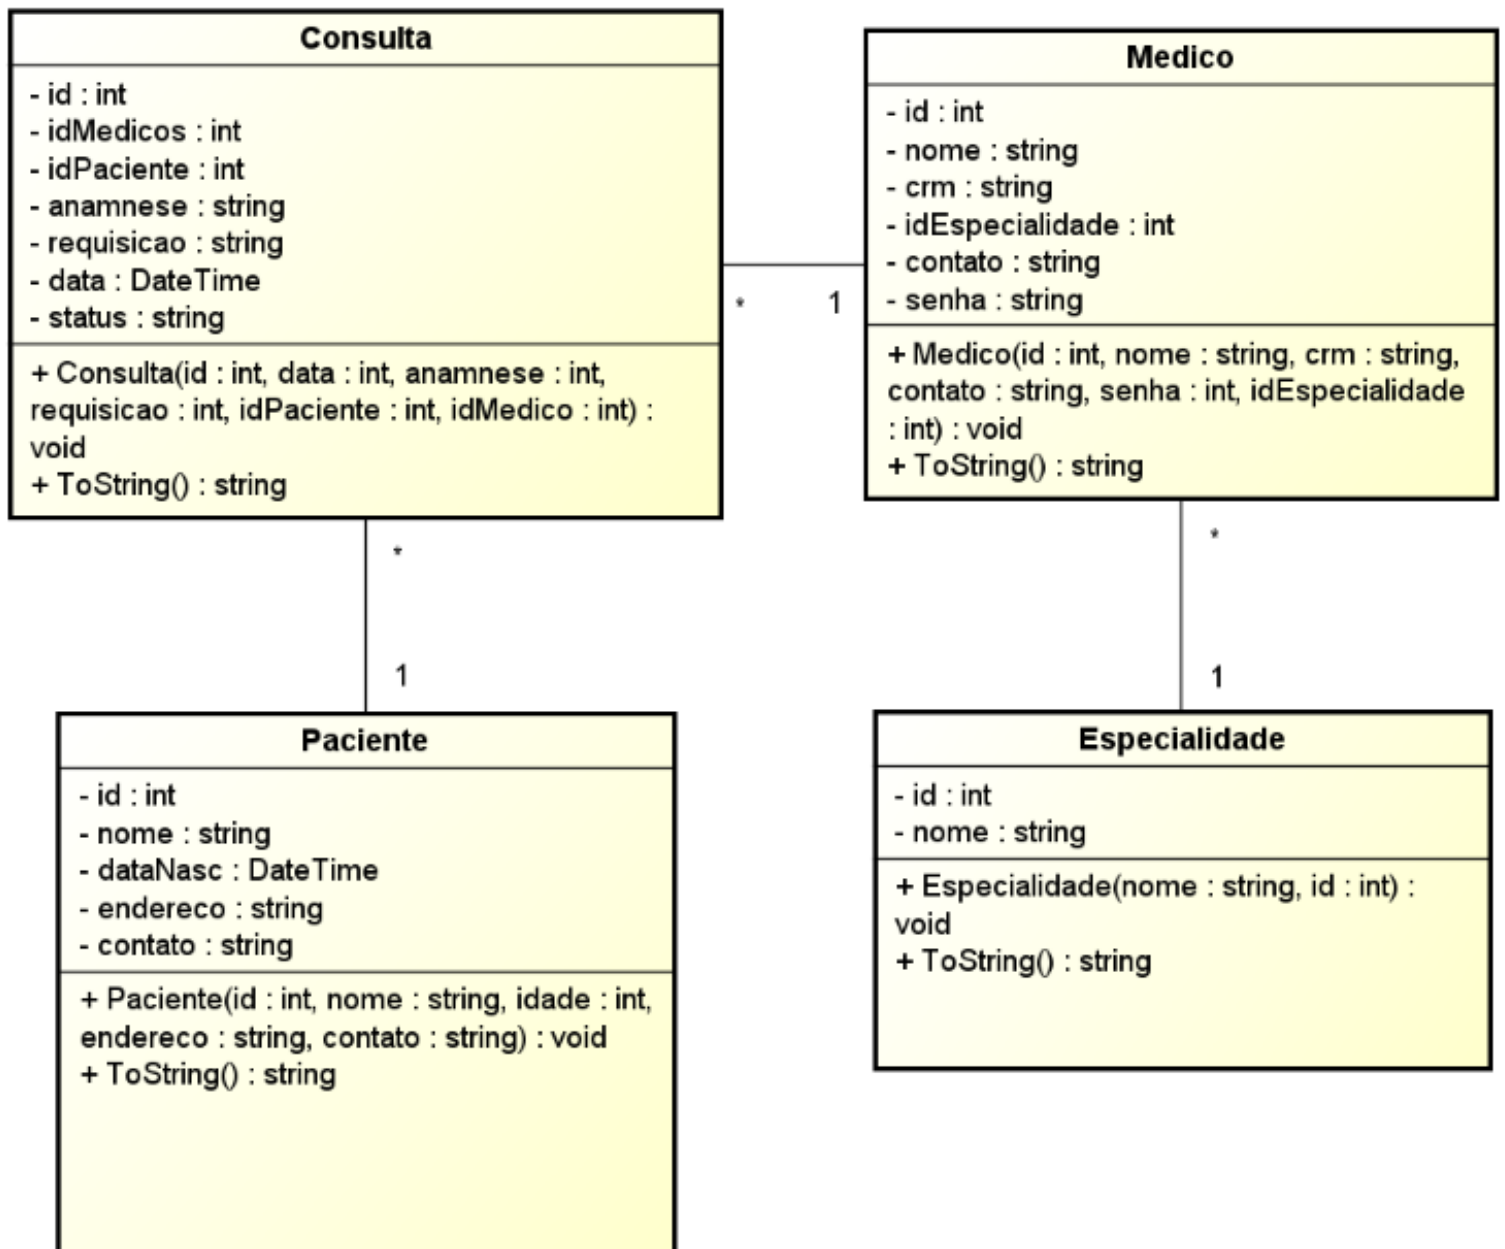 Consulta
- id : int
- idMedicos : int
- idPaciente : int
- anamnese : string
- requisicao : string
- data : DateTime
- status : string
+ Consulta(id : int, data : int, anamnese : int,
requisicao : int, idPaciente : int, idMedico : int) :
void
+ ToString() : string
Medico
- id : int
- nome : string
- crm : string
- idEspecialidade : int
- contato : string
- senha : string
+ Medico(id : int, nome : string, crm : string,
contato : string, senha : int, idEspecialidade
: int) : void
+ ToString() : string
* 1
*
1
*
1
Paciente
- id : int
- nome : string
- dataNasc : DateTime
- endereco : string
- contato : string
+ Paciente(id : int, nome : string, idade : int,
endereco : string, contato : string) : void
+ ToString() : string
Especialidade
- id : int
- nome : string
+ Especialidade(nome : string, id : int) :
void
+ ToString() : string